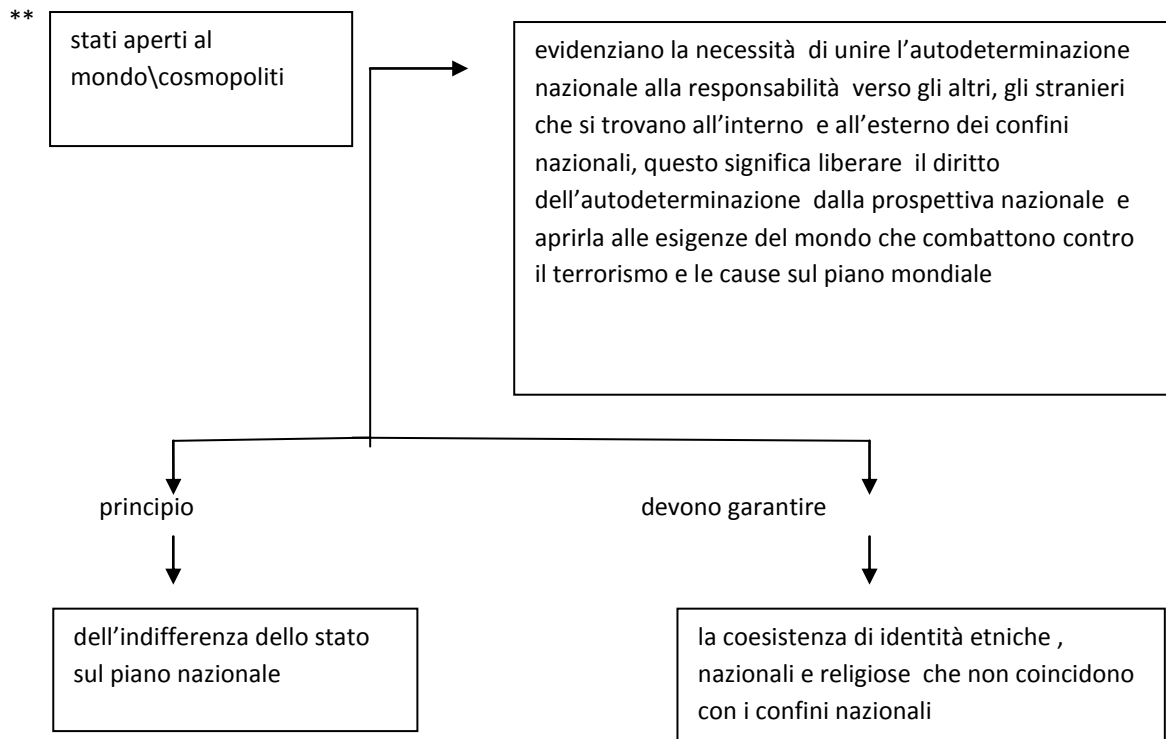 **
stati aperti al
mondo\cosmopoliti
evidenziano la necessità di unire l’autodeterminazione
nazionale alla responsabilità verso gli altri, gli stranieri
che si trovano all’interno e all’esterno dei confini
nazionali, questo significa liberare il diritto
dell’autodeterminazione dalla prospettiva nazionale e
aprirla alle esigenze del mondo che combattono contro
il terrorismo e le cause sul piano mondiale
principio
devono garantire
dell’indifferenza dello stato
sul piano nazionale
la coesistenza di identità etniche ,
nazionali e religiose che non coincidono
con i confini nazionali